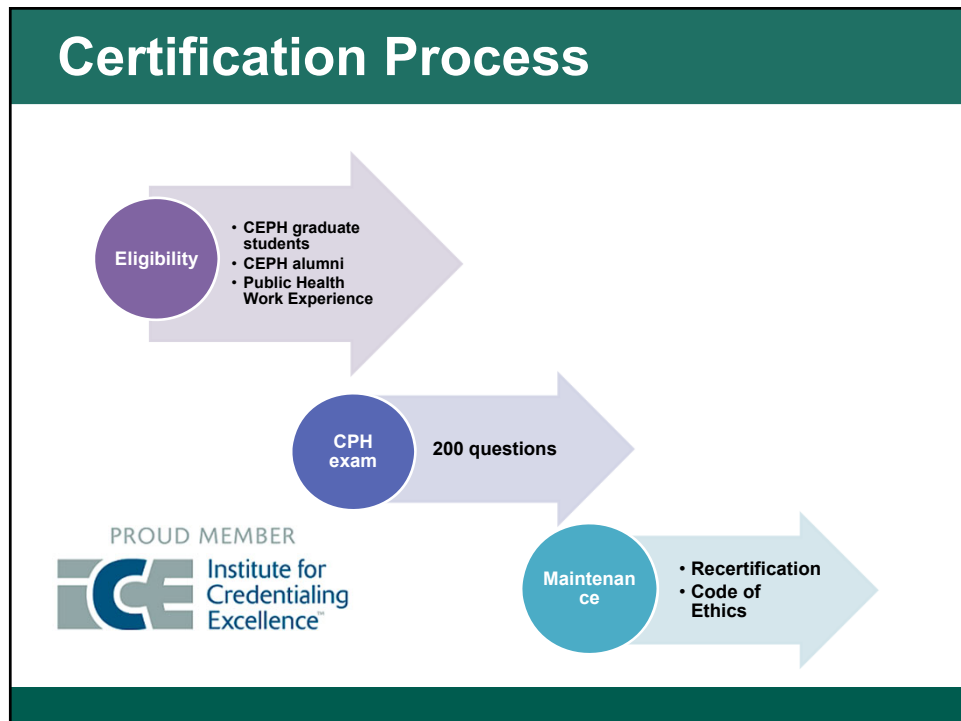 Certification Process
Eligibility
• CEPH graduate
students
• CEPH alumni
• Public Health
Work Experience
CPH
exam
200 questions
PROUD MEMBER
iCE
Institute for
Credentialing
Excellence™
Maintenan
ce
• Recertification
• Code of
Ethics